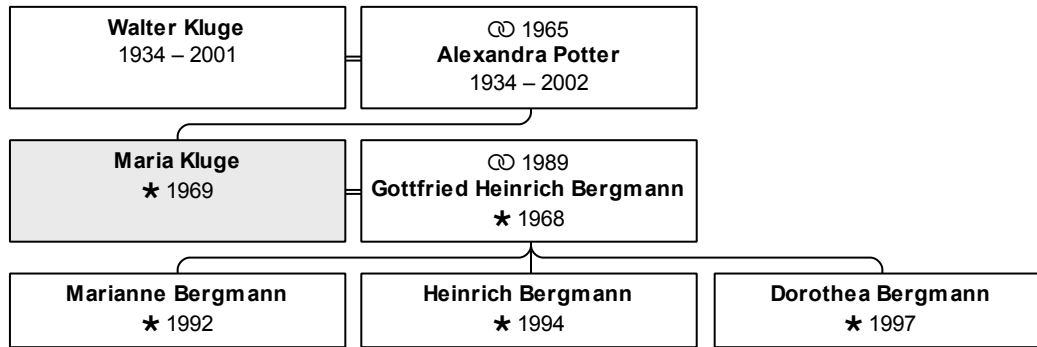 Walter Kluge
1934 – 2001
⚭ 1965
Alexandra Potter
1934 – 2002
Maria Kluge
★ 1969
⚭ 1989
Gottfried Heinrich Bergmann
★ 1968
Marianne Bergmann
★ 1992
Heinrich Bergmann
★ 1994
Dorothea Bergmann
★ 1997